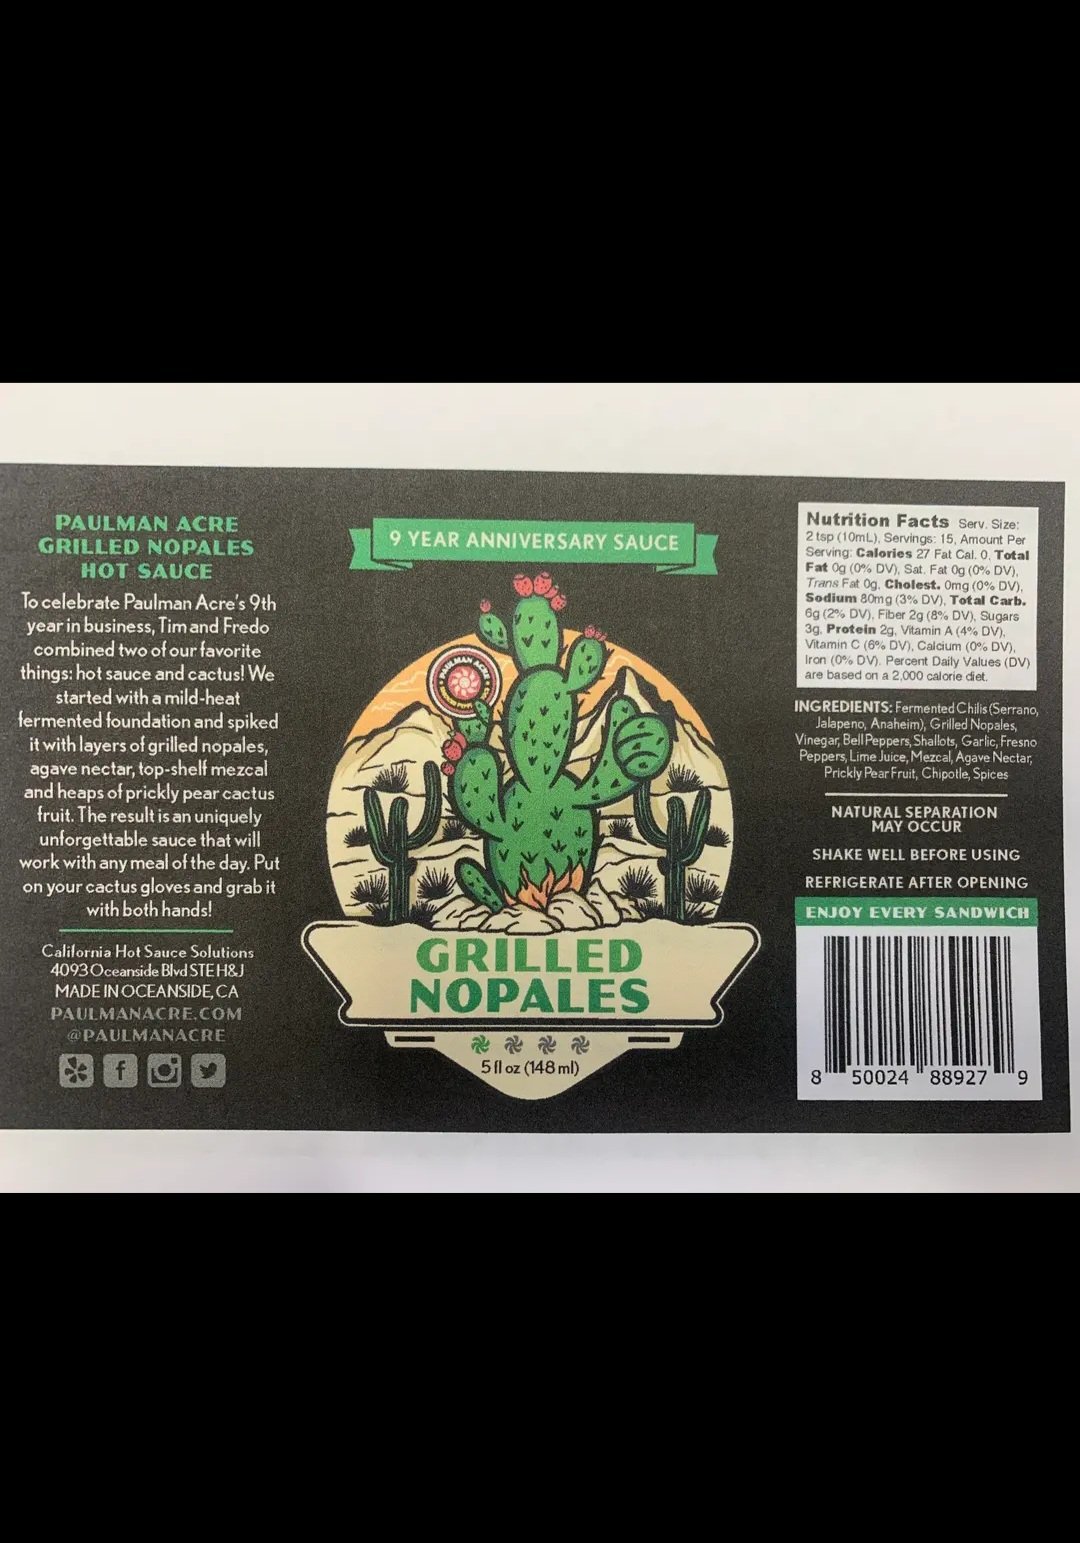 PAULMAN ACRE
GRILLED NOPALES
HOT SAUCE
To celebrate Paulman Acre's 9th
year in business, Tim and Fredo
combined two of our favorite
things: hot sauce and cactus! We
started with a mild-heat
fermented foundation and spiked
it with layers of grilled nopales,
agave nectar, top-shelf mezcal
and heaps of prickly pear cactus
fruit. The result is an uniquely
unforgettable sauce that will
work with any meal of the day. Put
on your cactus gloves and grab it
with both hands!
California Hot Sauce Solutions
4093 Oceanside Blvd STE H&J
MADE IN OCEANSIDE, CA
PAULMANACRE.COM
@PAULMANACRE
9 YEAR ANNIVERSARY SAUCE
PAULMAN ACRE
GRILLED
NOPALES
5 fl oz (148 ml)
Nutrition Facts Serv. Size:
2 tsp (10mL), Servings: 15, Amount Per
Serving: Calories 27 Fat Cal. 0, Total
Fat 0g (0% DV), Sat. Fat 0g (0% DV),
Trans Fat 0g, Cholest. 0mg (0% DV),
Sodium 80mg (3% DV), Total Carb.
6g (2% DV), Fiber 2g (8% DV), Sugars
3g, Protein 2g, Vitamin A (4% DV),
Vitamin C (6% DV), Calcium (0% DV),
Iron (0% DV). Percent Daily Values (DV)
are based on a 2,000 calorie diet.
INGREDIENTS: Fermented Chilis (Serrano,
Jalapeno, Anaheim), Grilled Nopales,
Vinegar, Bell Peppers, Shallots, Garlic, Fresno
Peppers, Lime Juice, Mezcal, Agave Nectar,
Prickly Pear Fruit, Chipotle, Spices
NATURAL SEPARATION
MAY OCCUR
SHAKE WELL BEFORE USING
REFRIGERATE AFTER OPENING
ENJOY EVERY SANDWICH
8 50024 88927 9